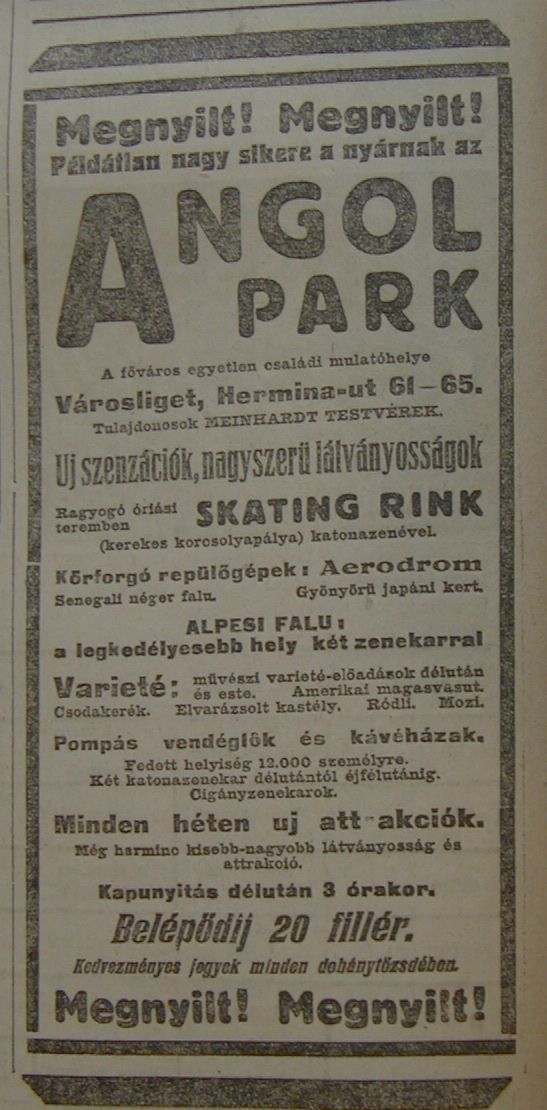 Megnyilt! Megnyilt!
Példátlan nagy sikere a nyárnak az
ANGOL
PARK
A főváros egyetlen családi mulatóhelye
Városliget, Hermina-ut 61–65.
Tulajdonosok MEINHARDT TESTVÉREK.
Uj szenzációk, nagyszerü látványosságok
Ragyogó óriási
teremben
SKATING RINK
(kerekes korcsolyapálya) katonazenével.
Körforgó repülőgépek: Aerodrom
Senegali néger falu. Gyönyörü japáni kert.
ALPESI FALU:
a legkedélyesebb hely két zenekarral
Varieté: művészi varieté-előadások délután
és este. Amerikai magasvasut.
Csodakerék. Elvarázsolt kastély. Ródli. Mozi.
Pompás vendéglők és kávéházak.
Fedett helyiség 12.000 személyre.
Két katonazenekar délutántól éjfélutánig.
Cigányzenekarok.
Minden héten uj attrakciók.
Még harminc kisebb-nagyobb látványosság és
attrakció.
Kapunyitás délután 3 órakor.
Belépődij 20 fillér.
Kedvezményes jegyek minden dohánytőzsdében.
Megnyilt! Megnyilt!